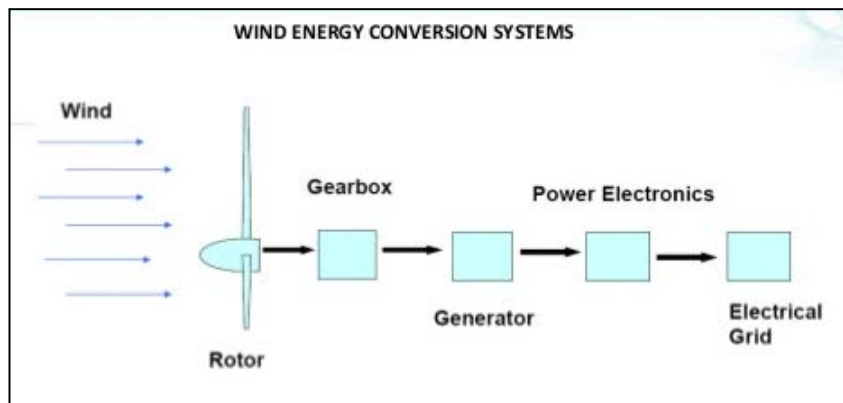 WIND ENERGY CONVERSION SYSTEMS
Wind
Gearbox
Power Electronics
Generator
Electrical
Grid
Rotor